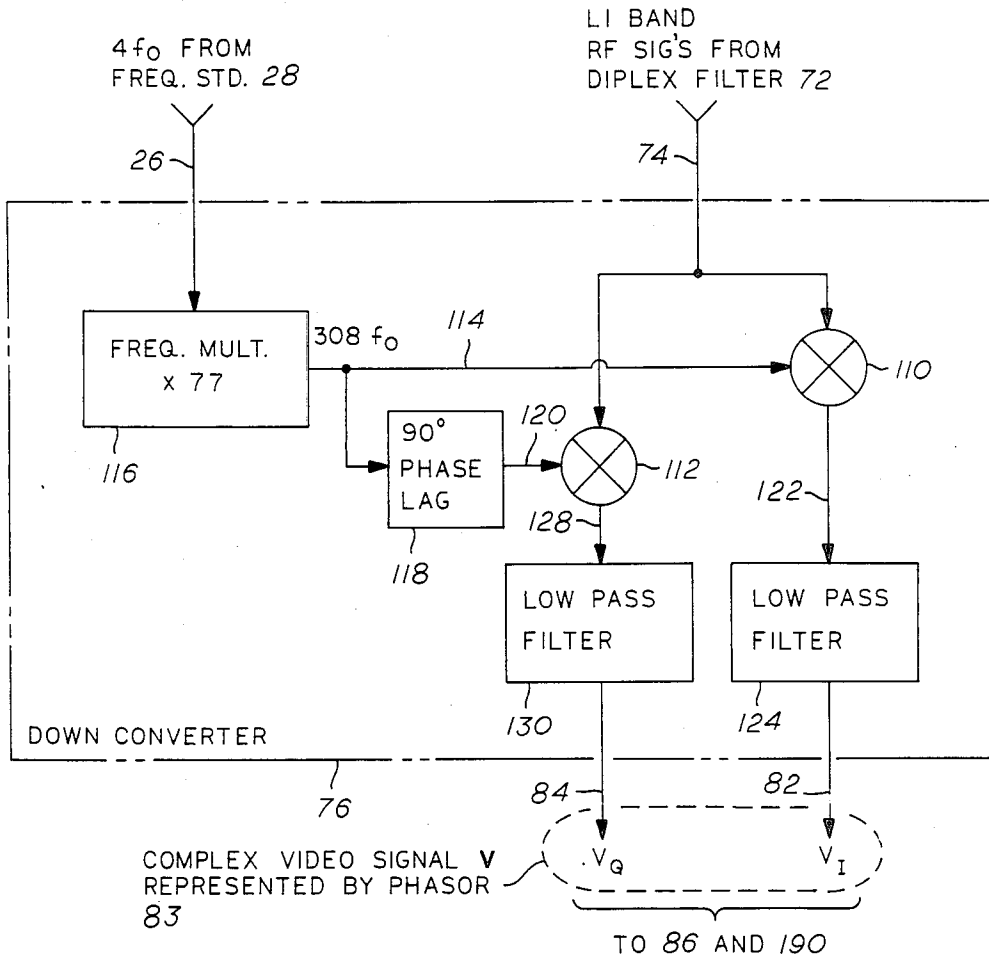 4f₀ FROM
FREQ. STD. 28
LI BAND
RF SIG'S FROM
DIPLEX FILTER 72
26
74
FREQ. MULT.
x 77
308 f₀
114
110
116
90°
PHASE
LAG
120
112
118
128
122
LOW PASS
FILTER
LOW PASS
FILTER
130
124
DOWN CONVERTER
76
84
82
COMPLEX VIDEO SIGNAL V
REPRESENTED BY PHASOR
83
V_Q
V_I
TO 86 AND 190